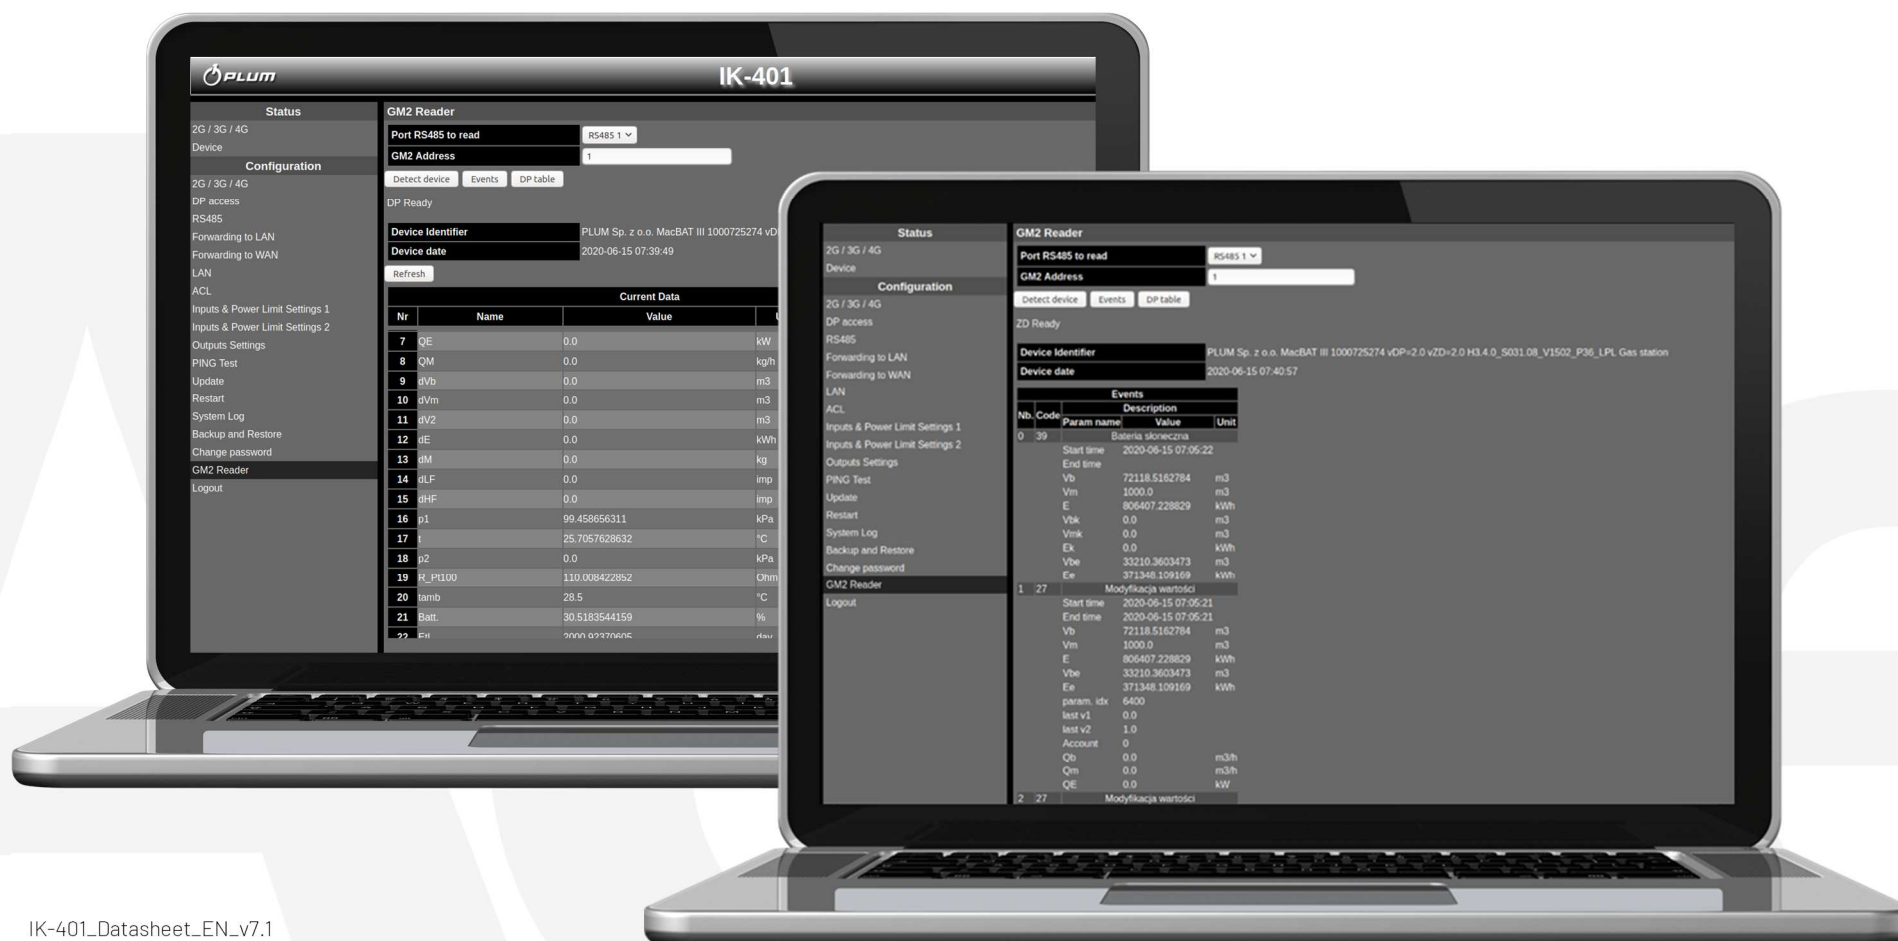 PLUM
IK-401
Status
2G / 3G / 4G
Device
Configuration
2G / 3G / 4G
DP access
RS485
Forwarding to LAN
Forwarding to WAN
LAN
ACL
Inputs & Power Limit Settings 1
Inputs & Power Limit Settings 2
Outputs Settings
PING Test
Update
Restart
System Log
Backup and Restore
Change password
GM2 Reader
Logout
GM2 Reader
Port RS485 to read RS485 1
GM2 Address 1
Detect device Events DP table
DP Ready
Device Identifier PLUM Sp. z o.o. MacBAT III 1000725274
Device date 2020-06-15 07:39:49
Refresh
Current Data
Nr Name Value
7 QE 0.0 kW
8 QM 0.0 kg/h
9 dVb 0.0 m3
10 dVm 0.0 m3
11 dV2 0.0 m3
12 dE 0.0 kWh
13 dM 0.0 kg
14 dLF 0.0 imp
15 dHF 0.0 imp
16 p1 99.458656311 kPa
17 t 25.7057628632 °C
18 p2 0.0 kPa
19 R_Pt100 110.008422852 Ohm
20 tamb 28.5 °C
21 Batt. 30.5183544159 %
22 2000.92370605 day
Status
2G / 3G / 4G
Device
Configuration
2G / 3G / 4G
DP access
RS485
Forwarding to LAN
Forwarding to WAN
LAN
ACL
Inputs & Power Limit Settings 1
Inputs & Power Limit Settings 2
Outputs Settings
PING Test
Update
Restart
System Log
Backup and Restore
Change password
GM2 Reader
Logout
GM2 Reader
Port RS485 to read RS485 1
GM2 Address 1
Detect device Events DP table
ZD Ready
Device Identifier PLUM Sp. z o.o. MacBAT III 1000725274 vDP=2.0 vZD=2.0 H3.4.0_S031.08_V1502_P36_LPL Gas station
Device date 2020-06-15 07:40:57
Events
Nb. Code Description
Param name Value Unit
0 39 Bateria słoneczna
Start time 2020-06-15 07:05:22
End time
Vb 72118.5162784 m3
Vm 1000.0 m3
E 806407.228829 kWh
Vbk 0.0 m3
Vmk 0.0 m3
Ek 0.0 kWh
Vbe 33210.3603473 m3
Ee 371348.109169 kWh
1 27 Modyfikacja wartości
Start time 2020-06-15 07:05:21
End time 2020-06-15 07:05:21
Vb 72118.5162784 m3
Vm 1000.0 m3
E 806407.228829 kWh
Vbe 33210.3603473 m3
Ee 371348.109169 kWh
param. idx 6400
last v1 0.0
last v2 1.0
Account 0
Qb 0.0 m3/h
Qm 0.0 m3/h
QE 0.0 kW
2 27 Modyfikacja wartości
IK-401_Datasheet_EN_v7.1